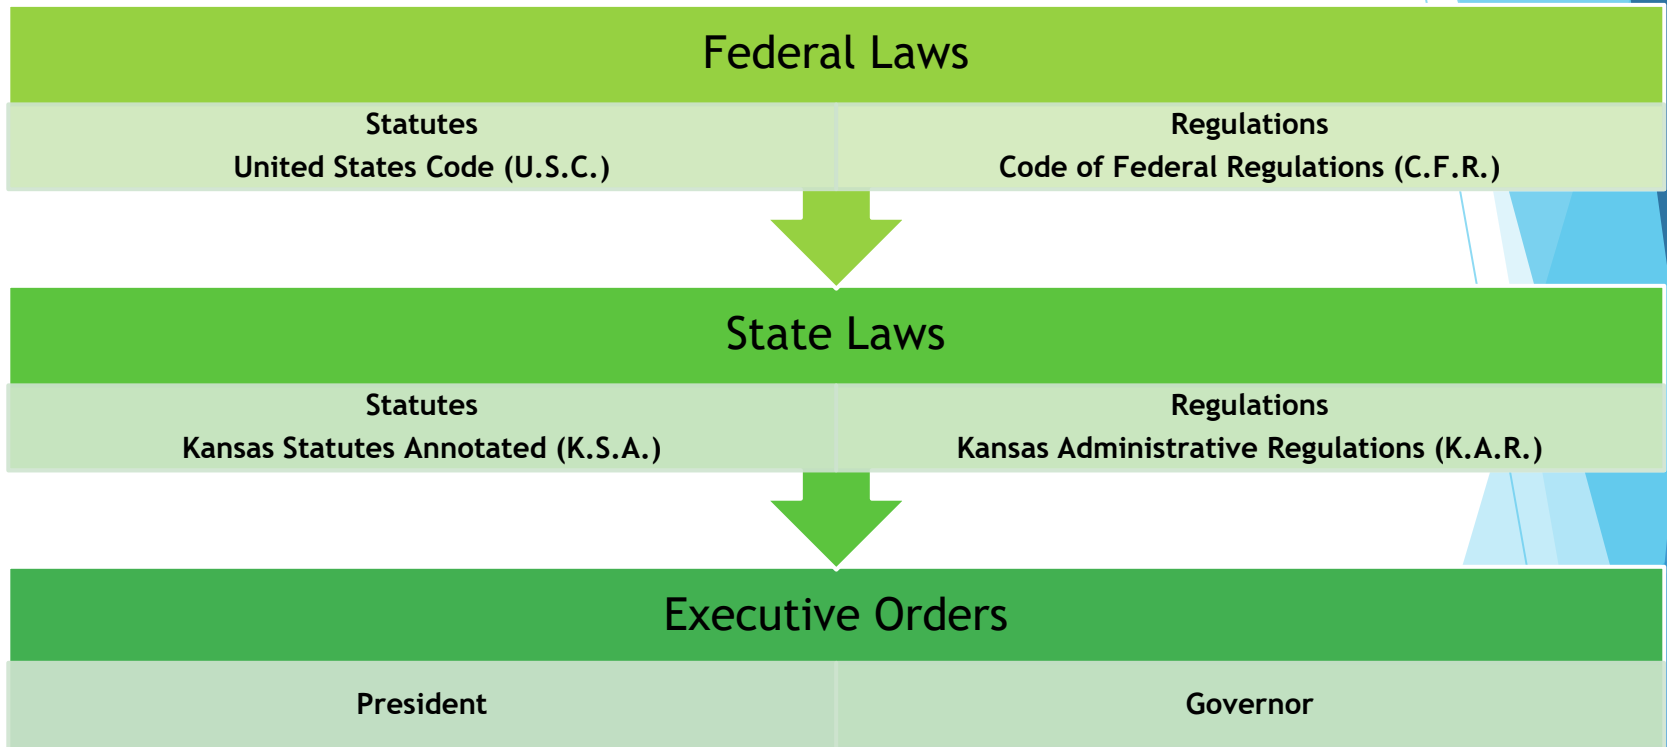 Federal Laws
Statutes
United States Code (U.S.C.)
Regulations
Code of Federal Regulations (C.F.R.)
State Laws
Statutes
Kansas Statutes Annotated (K.S.A.)
Regulations
Kansas Administrative Regulations (K.A.R.)
Executive Orders
President
Governor